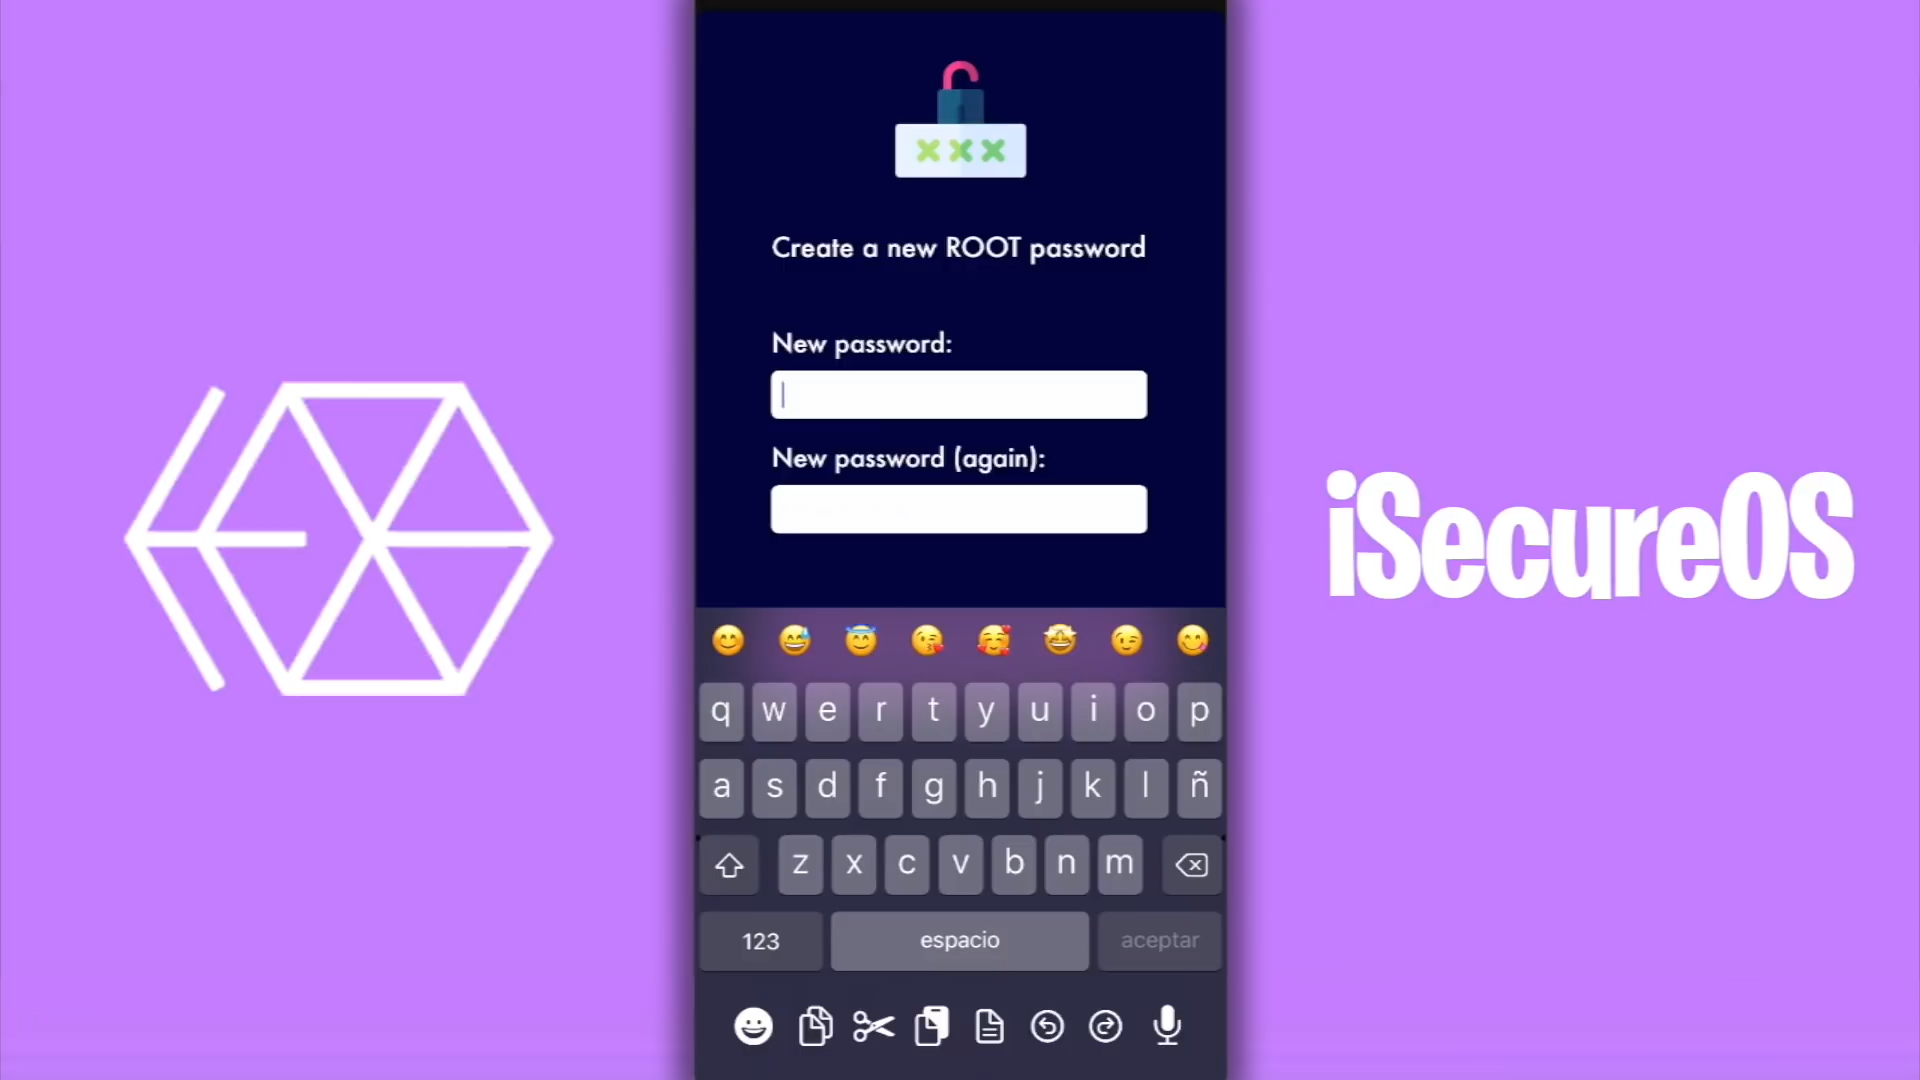 Create a new ROOT password
New password:
New password (again):
iSecureOS
q w e r t y u i o p
a s d f g h j k l ñ
z x c v b n m
123 espacio aceptar